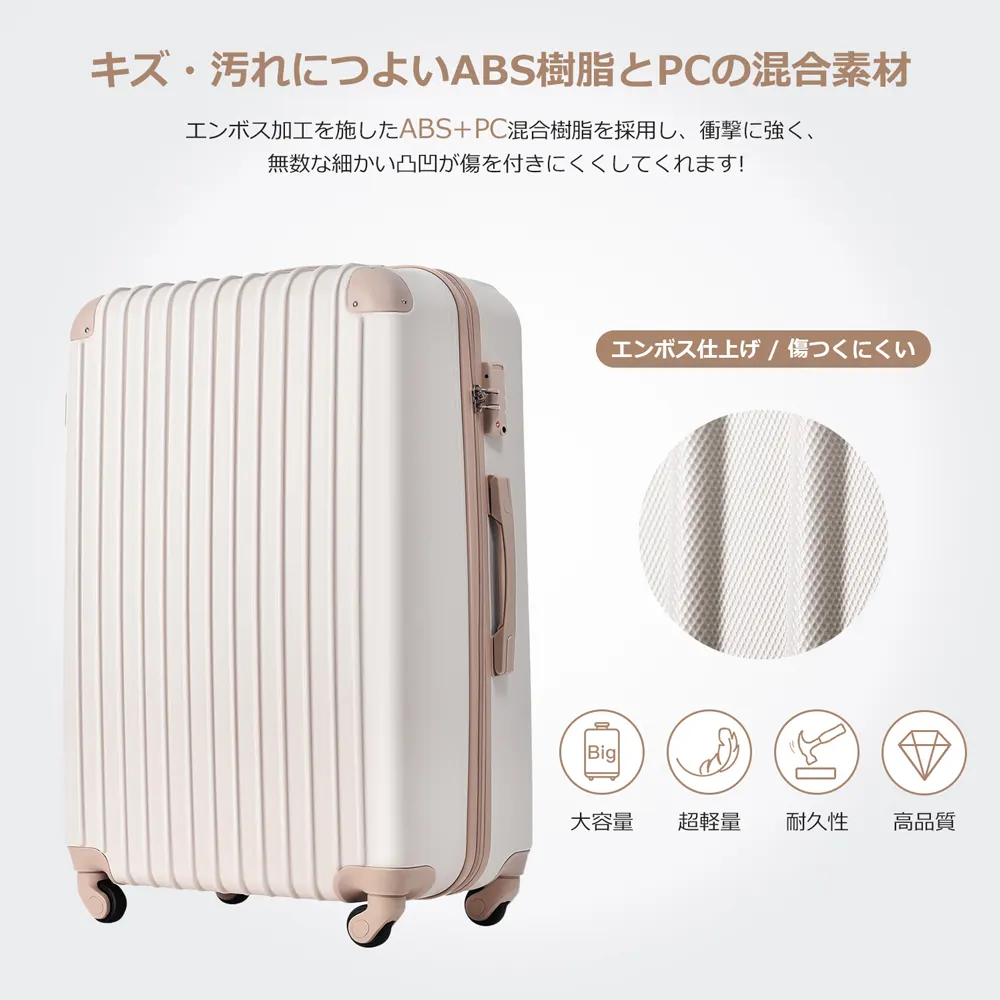 キズ・汚れにつよいABS樹脂とPCの混合素材
エンボス加工を施したABS+PC混合樹脂を採用し、衝撃に強く、
無数な細かい凸凹が傷を付きにくくしてくれます!
エンボス仕上げ / 傷つくにくい
Big
大容量
超軽量
耐久性
高品質